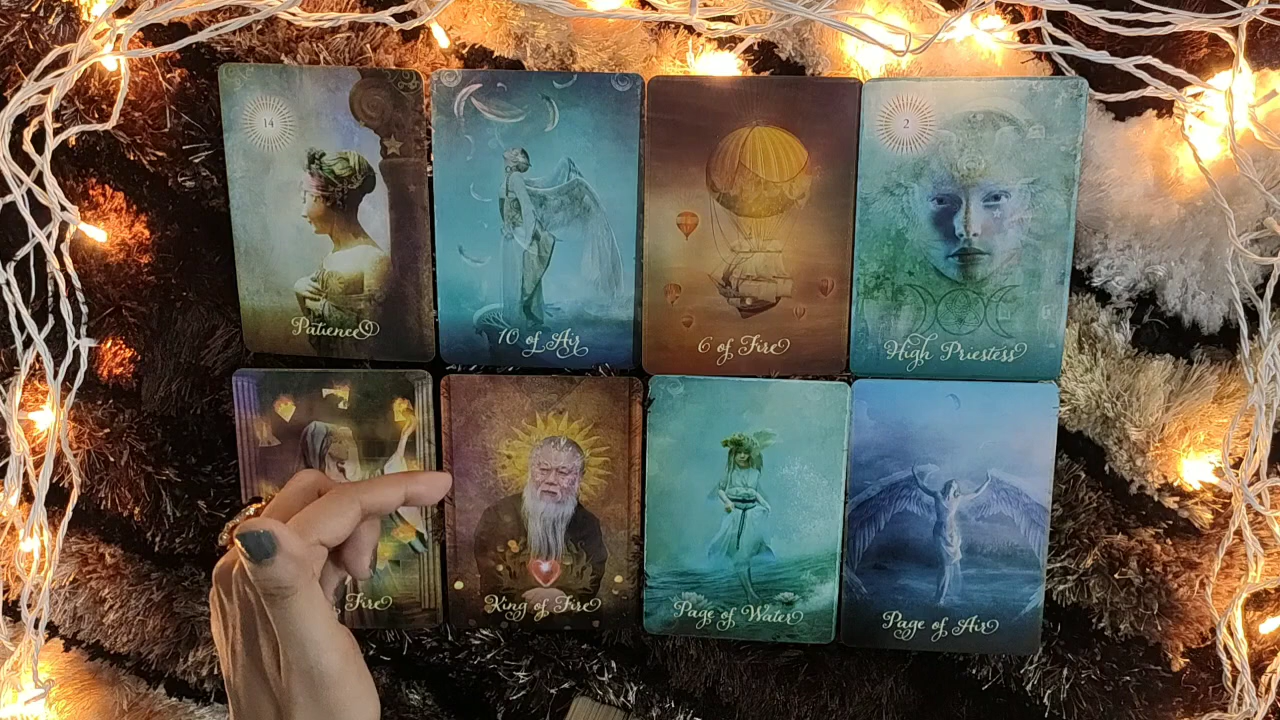 14
Patience
10 of Air
6 of Fire
2
High Priestess
Fire
King of Fire
Page of Water
Page of Air